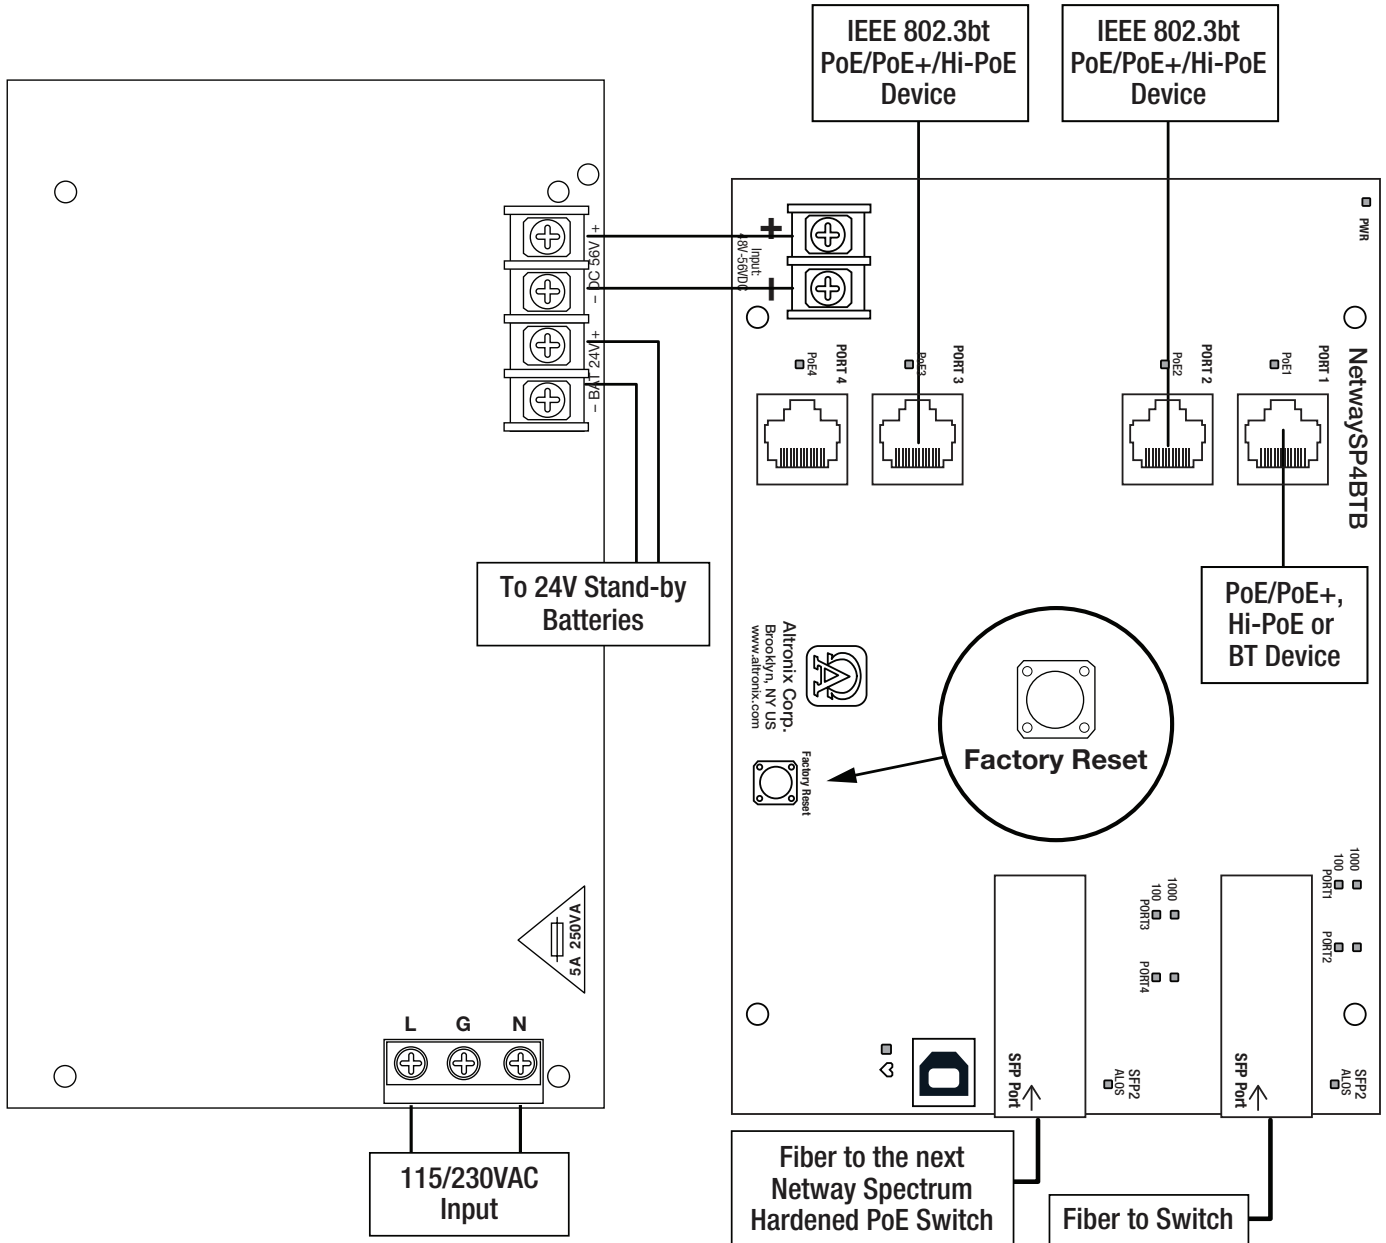 IEEE 802.3bt
PoE/PoE+/Hi-PoE
Device
IEEE 802.3bt
PoE/PoE+/Hi-PoE
Device
– DC 56V +
– BAT 24V +
To 24V Stand-by
Batteries
5A 250VA
L G N
115/230VAC
Input
+
–
Input:
48V-56VDC
PWR
NetwaySP4BTB
PORT 4
PoE4
PORT 3
PoE3
PORT 2
PoE2
PORT 1
PoE1
PoE/PoE+,
Hi-PoE or
BT Device
Altronix Corp.
Brooklyn, NY US
www.altronix.com
Factory Reset
Factory Reset
1000
100
PORT1
PORT2
1000
100
PORT3
PORT4
SFP Port
SFP2
ALOS
SFP Port
SFP2
ALOS
Fiber to the next
Netway Spectrum
Hardened PoE Switch
Fiber to Switch